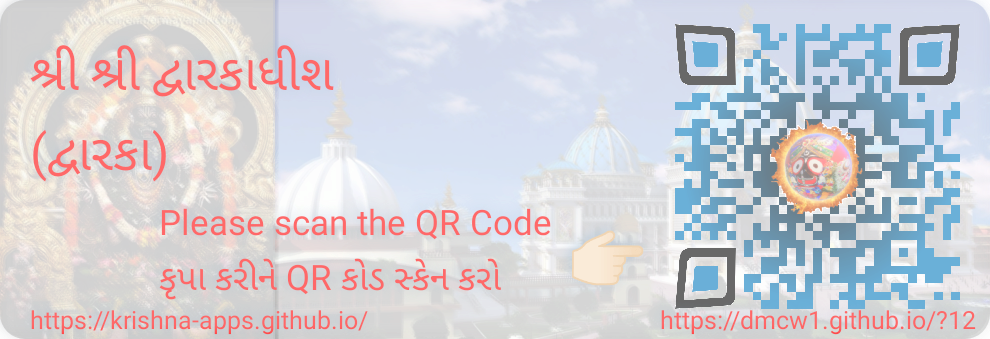 શ્રી શ્રી દ્વારકાધીશ
(દ્વારકા)
Please scan the QR Code
કૃપા કરીને QR કોડ સ્કેન કરો
https://krishna-apps.github.io/
https://dmcw1.github.io/?12